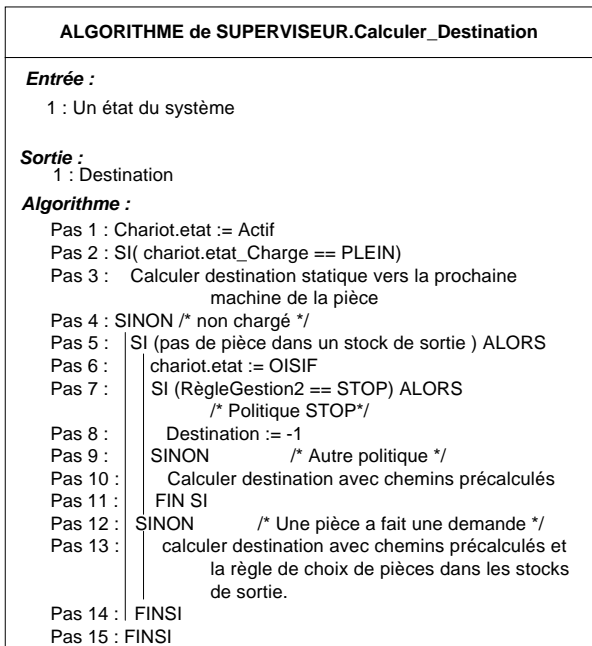 ALGORITHME de SUPERVISEUR.Calculer_Destination
Entrée :
1 : Un état du système
Sortie :
1 : Destination
Algorithme :
Pas 1 : Chariot.etat := Actif
Pas 2 : SI( chariot.etat_Charge == PLEIN)
Pas 3 : Calculer destination statique vers la prochaine
machine de la pièce
Pas 4 : SINON /* non chargé */
Pas 5 : SI (pas de pièce dans un stock de sortie ) ALORS
Pas 6 : chariot.etat := OISIF
Pas 7 : SI (RègleGestion2 == STOP) ALORS
/* Politique STOP*/
Pas 8 : Destination := -1
Pas 9 : SINON /* Autre politique */
Pas 10 : Calculer destination avec chemins précalculés
Pas 11 : FIN SI
Pas 12 : SINON /* Une pièce a fait une demande */
Pas 13 : calculer destination avec chemins précalculés et
la règle de choix de pièces dans les stocks
de sortie.
Pas 14 : FINSI
Pas 15 : FINSI